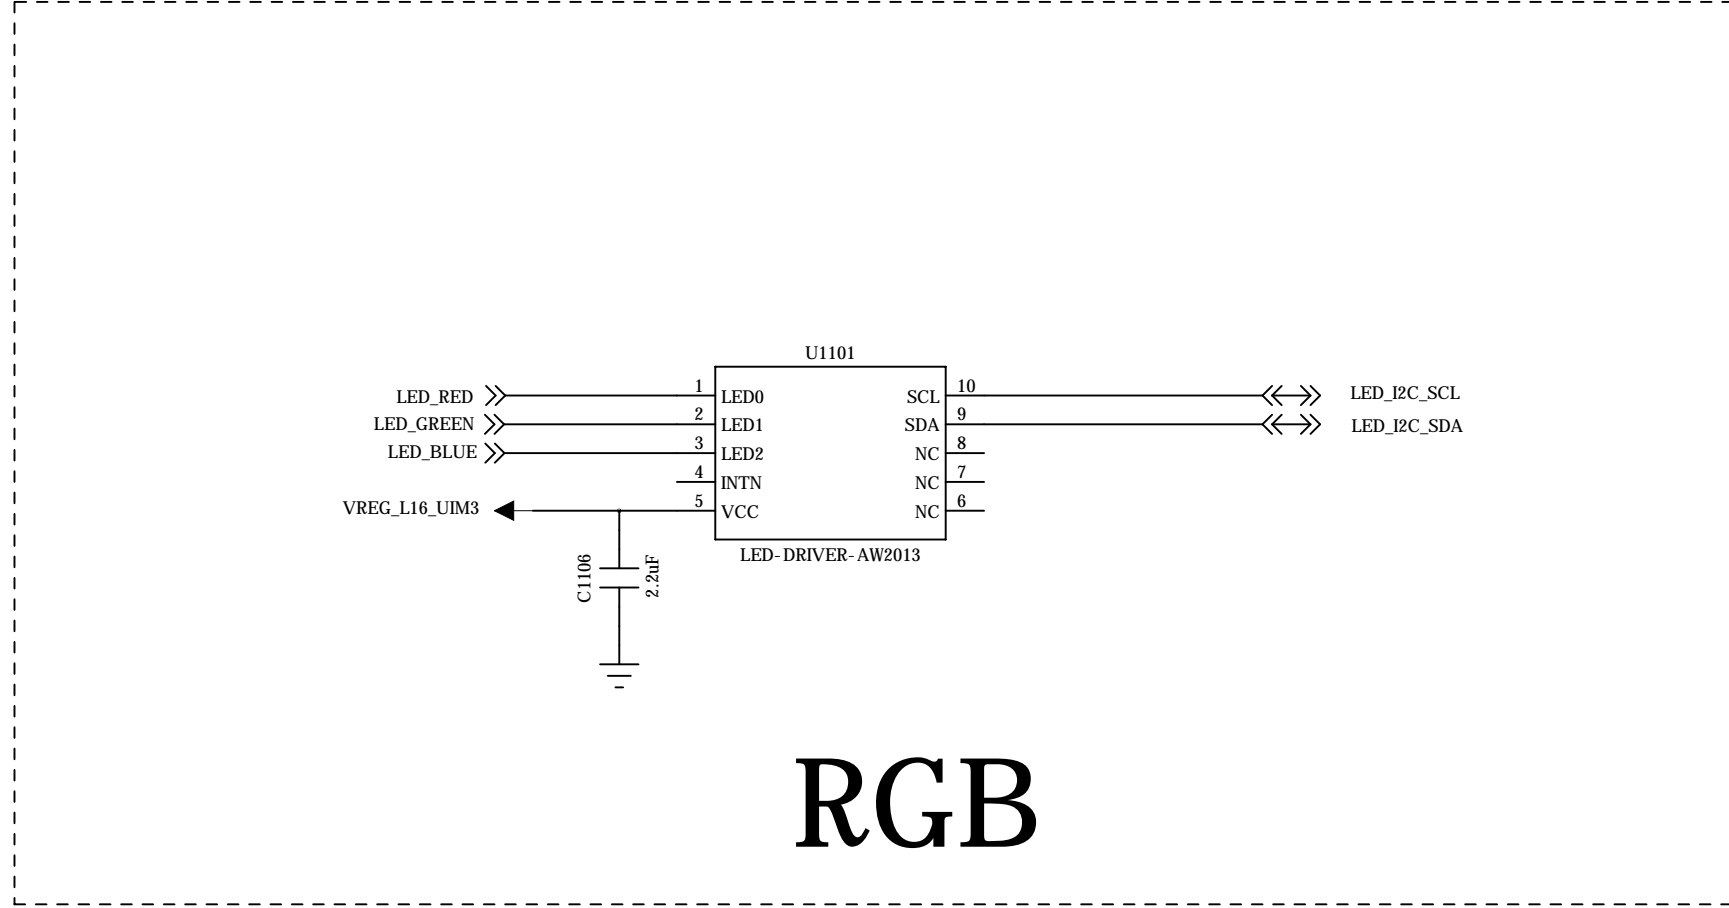 U1101
LED_RED 1 LED0 SCL 10 LED_I2C_SCL
LED_GREEN 2 LED1 SDA 9 LED_I2C_SDA
LED_BLUE 3 LED2 NC 8
4 INTN NC 7
VREG_L16_UIM3 5 VCC NC 6
LED-DRIVER-AW2013
C1106
2.2uF
RGB